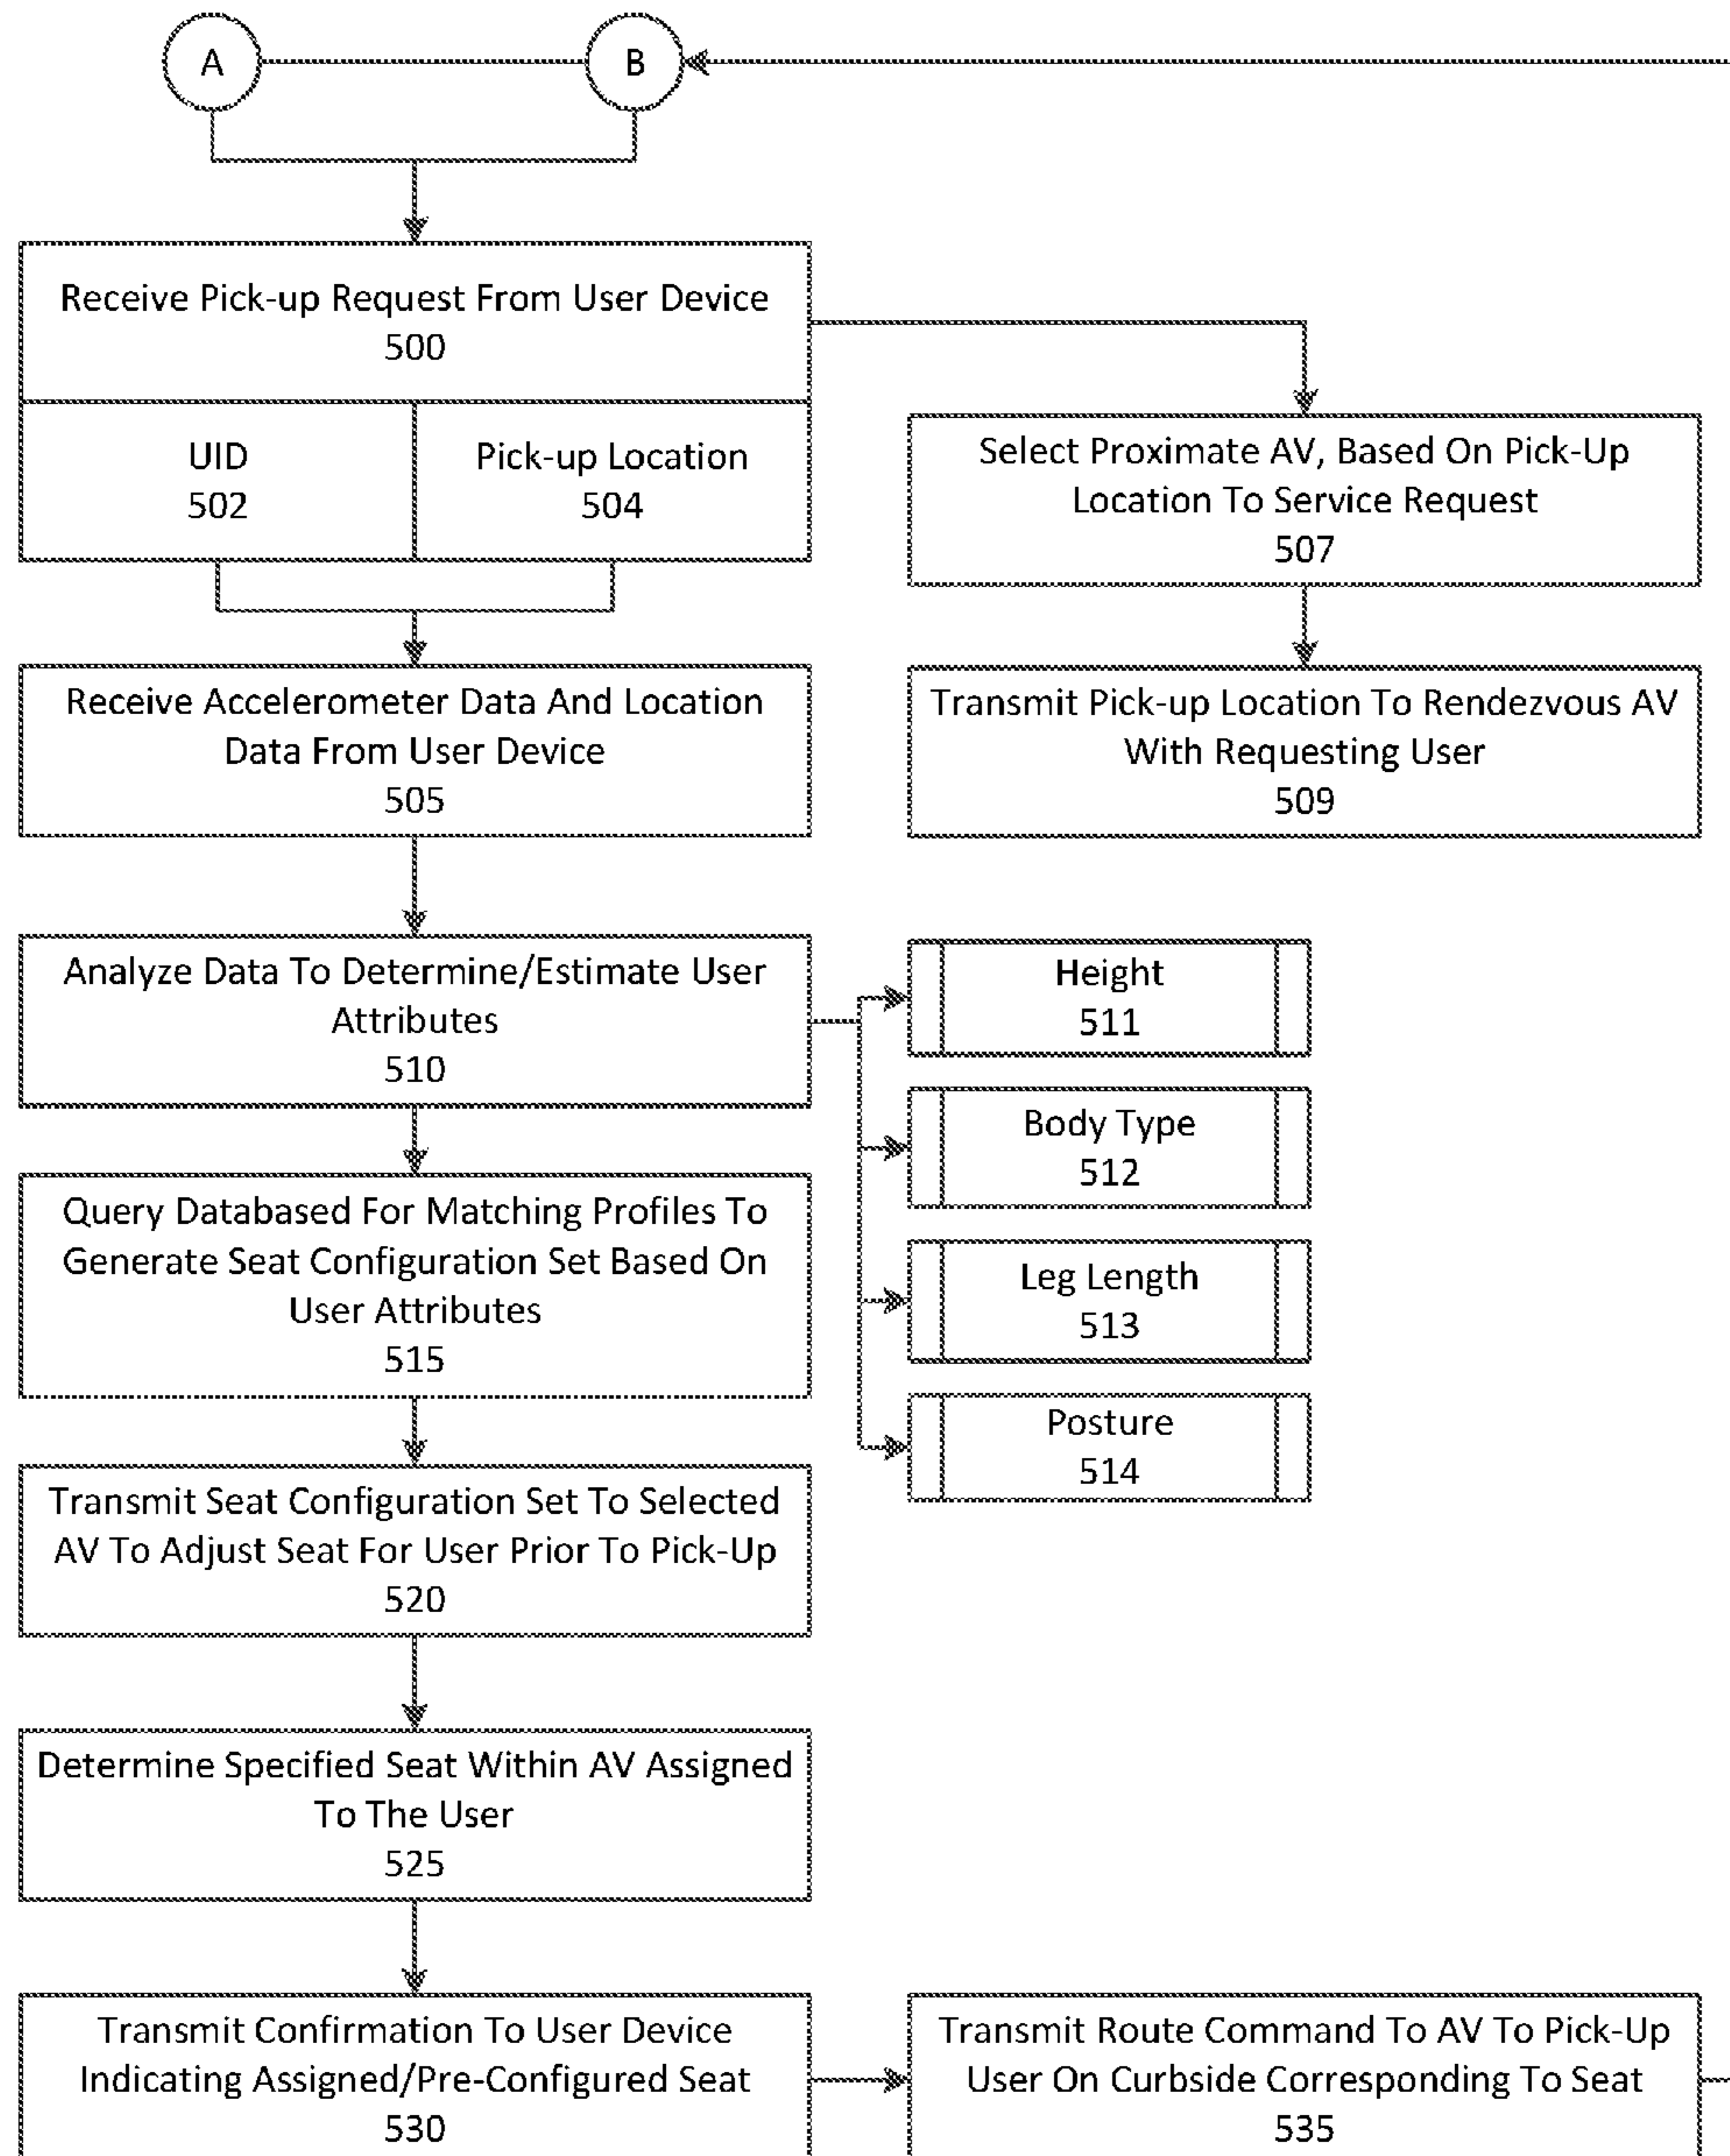 A
B
Receive Pick-up Request From User Device
500
UID
502
Pick-up Location
504
Select Proximate AV, Based On Pick-Up
Location To Service Request
507
Receive Accelerometer Data And Location
Data From User Device
505
Transmit Pick-up Location To Rendezvous AV
With Requesting User
509
Analyze Data To Determine/Estimate User
Attributes
510
Height
511
Body Type
512
Leg Length
513
Posture
514
Query Databased For Matching Profiles To
Generate Seat Configuration Set Based On
User Attributes
515
Transmit Seat Configuration Set To Selected
AV To Adjust Seat For User Prior To Pick-Up
520
Determine Specified Seat Within AV Assigned
To The User
525
Transmit Confirmation To User Device
Indicating Assigned/Pre-Configured Seat
530
Transmit Route Command To AV To Pick-Up
User On Curbside Corresponding To Seat
535